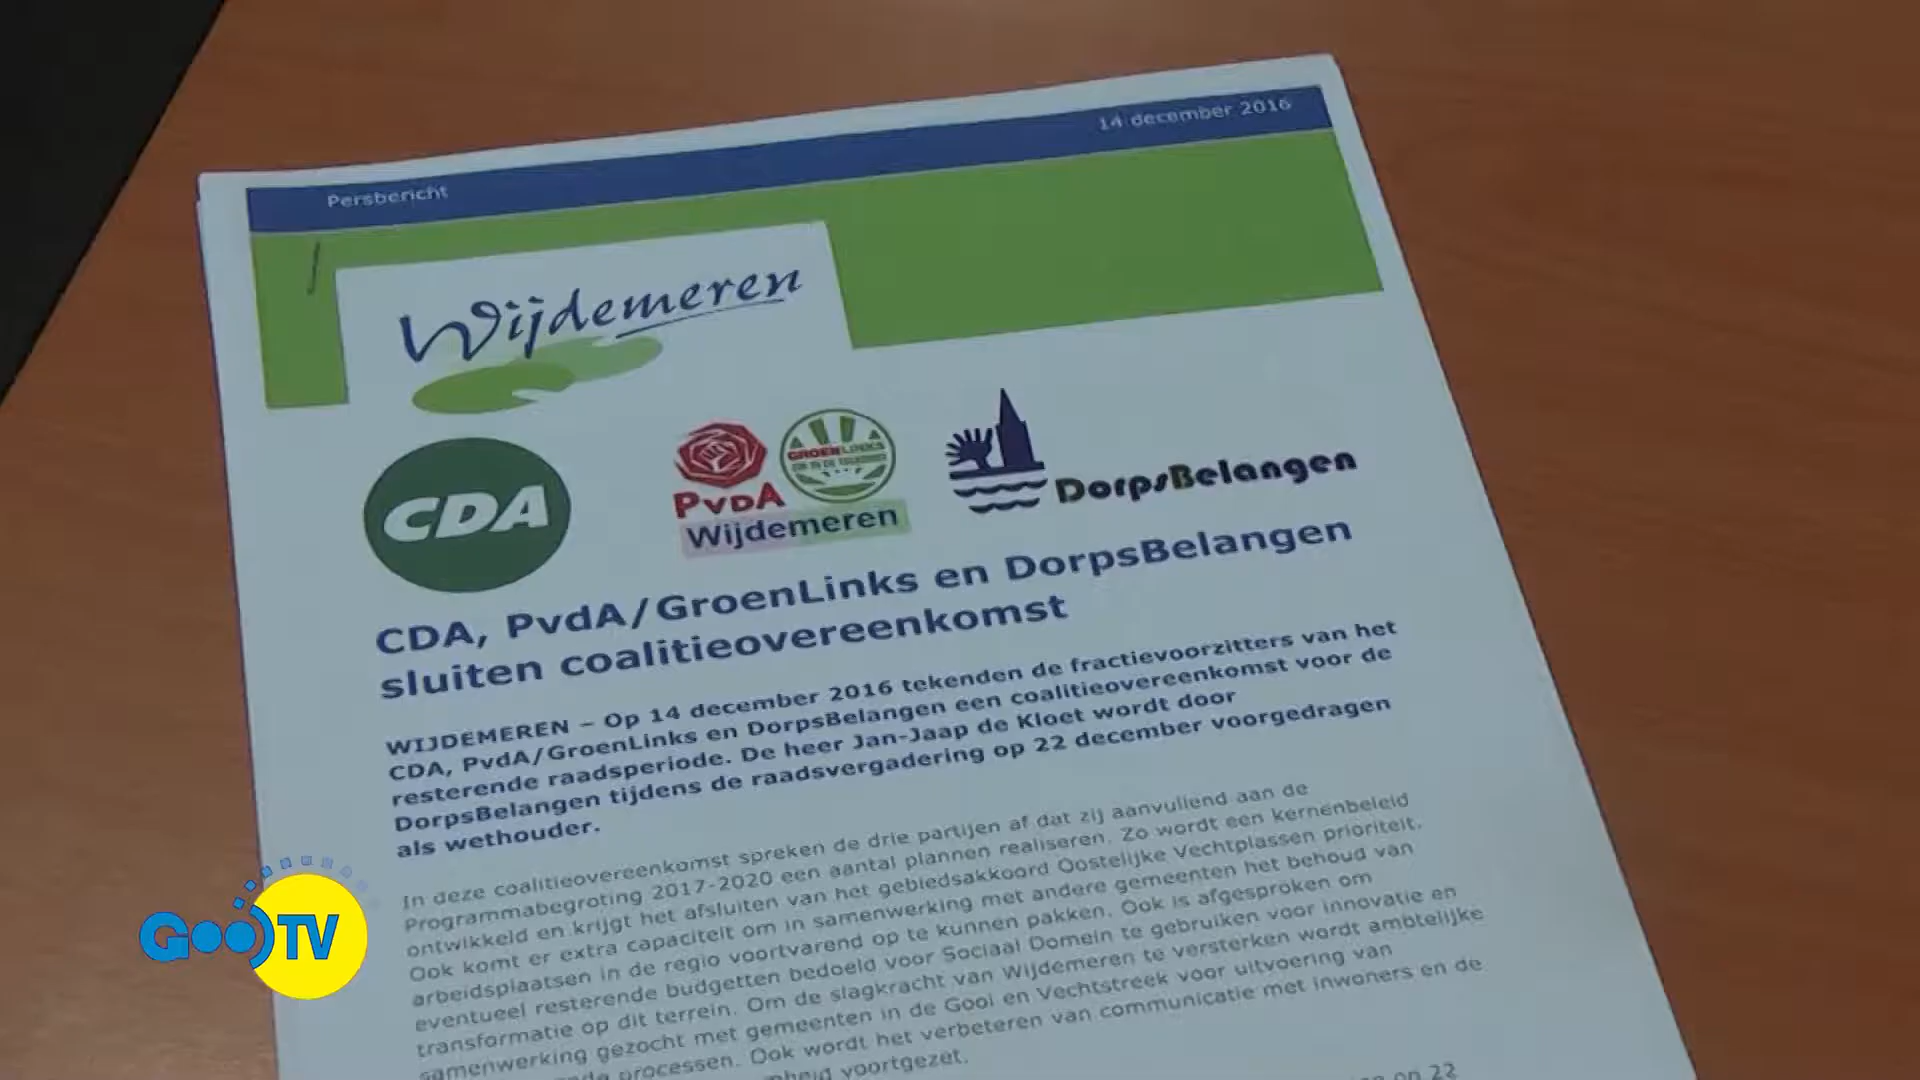 14 december 2016
Persbericht
Wijdemeren
CDA
PvdA
GROENLINKS
Wijdemeren
DorpsBelangen
CDA, PvdA/GroenLinks en DorpsBelangen
sluiten coalitieovereenkomst
WIJDEMEREN – Op 14 december 2016 tekenden de fractievoorzitters van het
CDA, PvdA/GroenLinks en DorpsBelangen een coalitieovereenkomst voor de
resterende raadsperiode. De heer Jan-Jaap de Kloet wordt door
DorpsBelangen tijdens de raadsvergadering op 22 december voorgedragen
als wethouder.
In deze coalitieovereenkomst spreken de drie partijen af dat zij aanvullend aan de
Programmabegroting 2017-2020 een aantal plannen realiseren. Zo wordt een kernenbeleid
ontwikkeld en krijgt het afsluiten van het gebiedsakkoord Oostelijke Vechtplassen prioriteit.
Ook komt er extra capaciteit om in samenwerking met andere gemeenten het behoud van
arbeidsplaatsen in de regio voortvarend op te kunnen pakken. Ook is afgesproken om
eventueel resterende budgetten bedoeld voor Sociaal Domein te gebruiken voor innovatie en
transformatie op dit terrein. Om de slagkracht van Wijdemeren te versterken wordt ambtelijke
samenwerking gezocht met gemeenten in de Gooi en Vechtstreek voor uitvoering van
processen. Ook wordt het verbeteren van communicatie met inwoners en de
voortgezet.
on 22
GooiTV